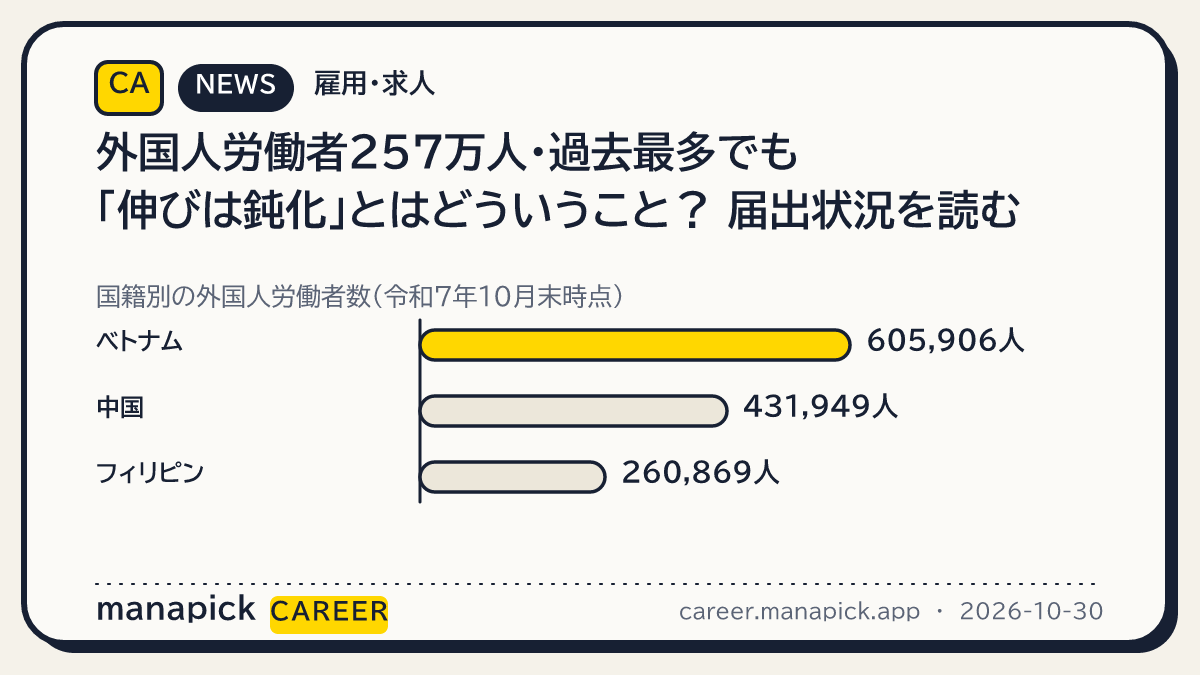 CA NEWS 雇用・求人
外国人労働者257万人・過去最多でも
「伸びは鈍化」とはどういうこと？ 届出状況を読む
国籍別の外国人労働者数（令和7年10月末時点）
ベトナム 605,906人
中国 431,949人
フィリピン 260,869人
manapick CAREER career.manapick.app ・ 2026-10-30